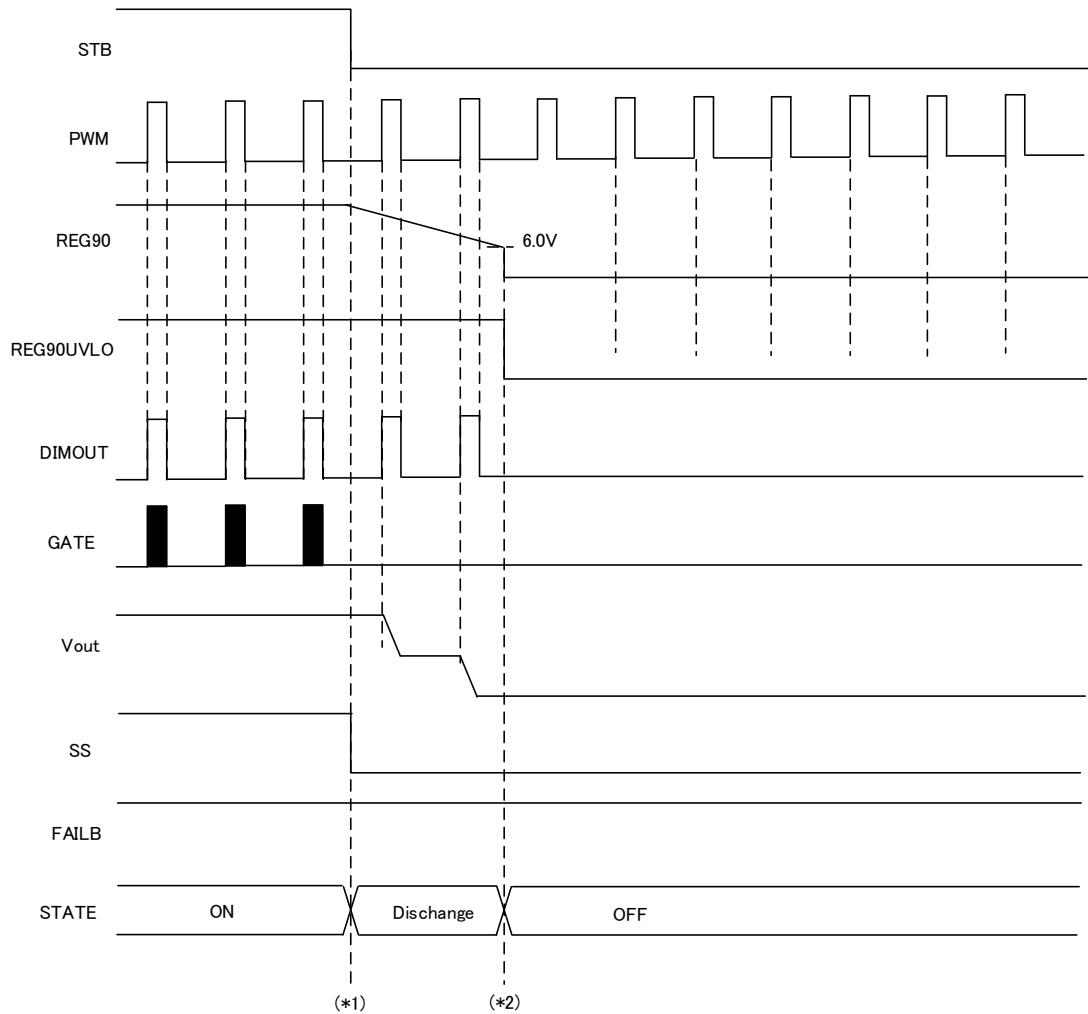 STB
PWM
REG90
6.0V
REG90UVLO
DIMOUT
GATE
Vout
SS
FAILB
STATE ON Dischange OFF
(*1) (*2)